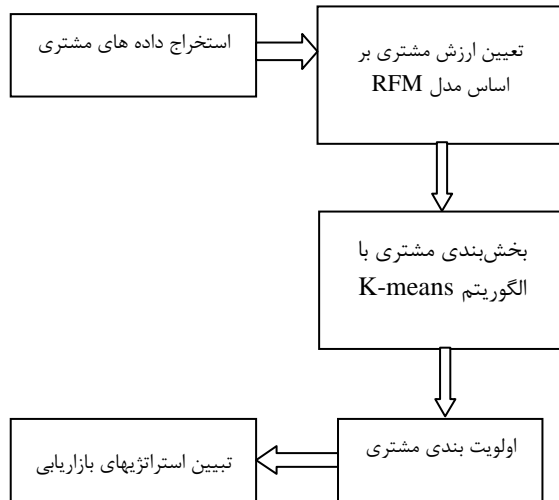 استخراج داده های مشتری
تعیین ارزش مشتری بر
اساس مدل RFM
بخش‌بندی مشتری با
الگوریتم K-means
اولویت بندی مشتری
تبیین استراتژیهای بازاریابی